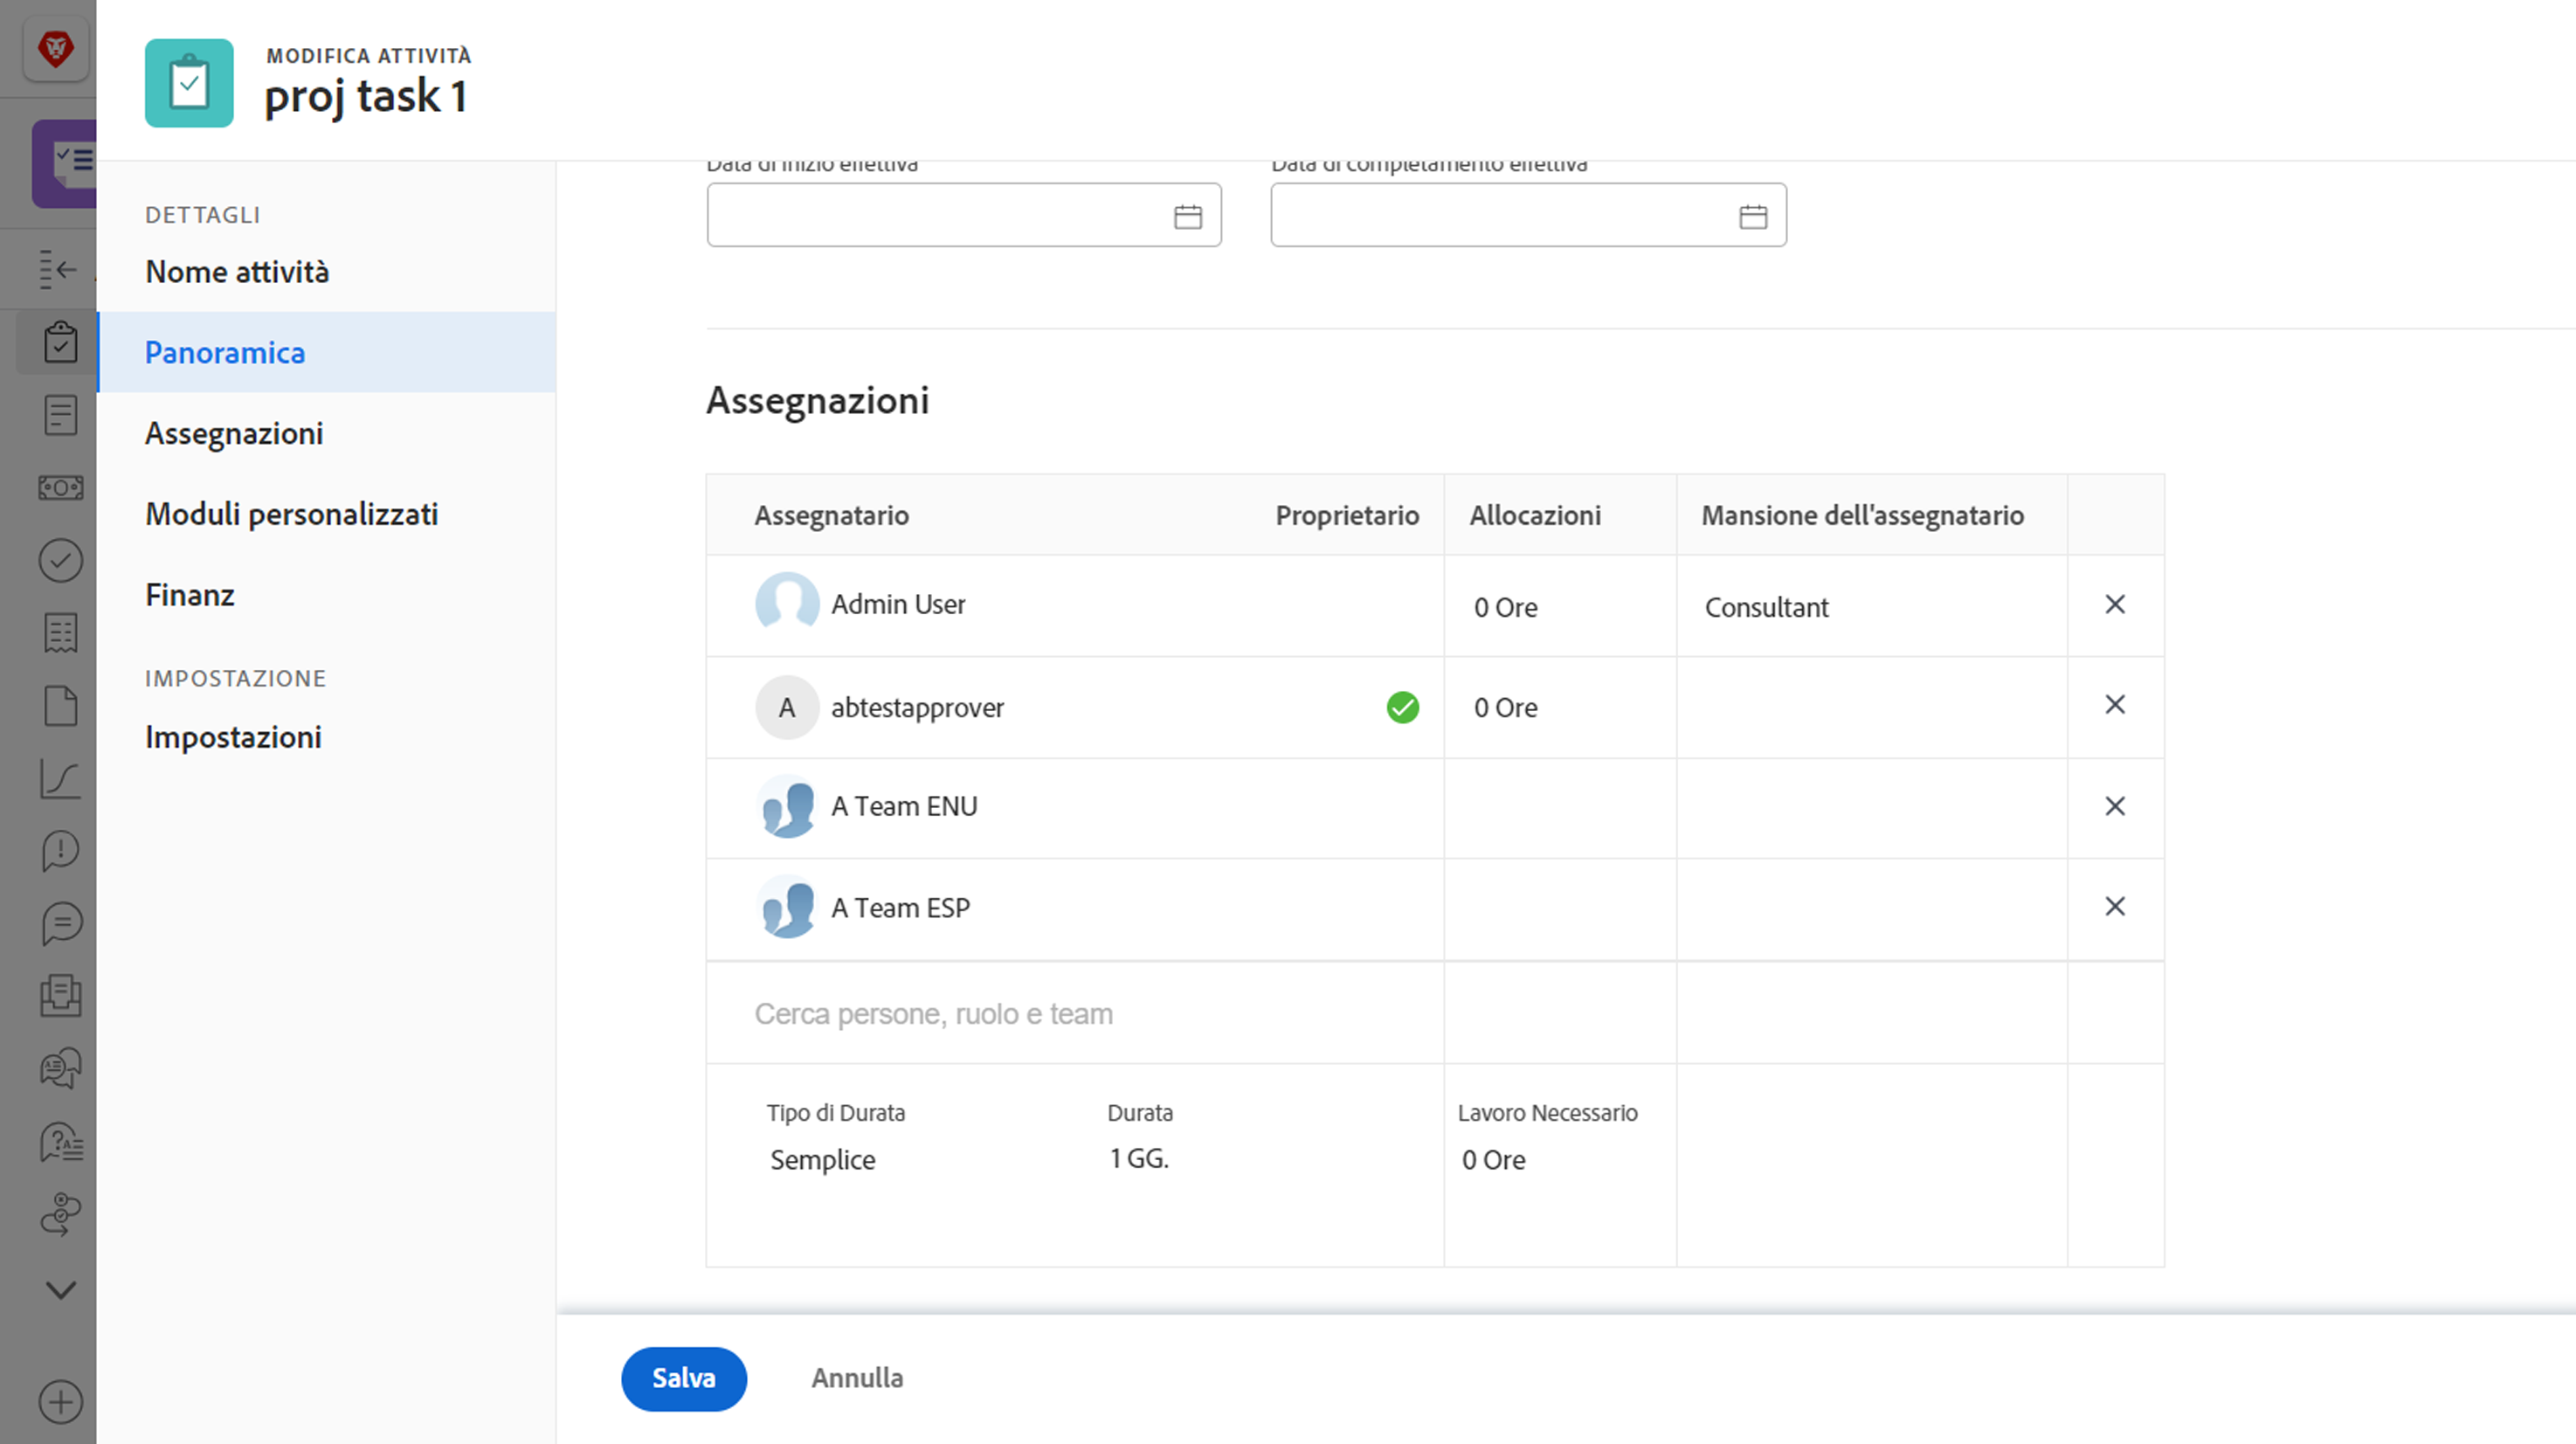 MODIFICA ATTIVITÀ
proj task 1
DETTAGLI
Nome attività
Panoramica
Assegnazioni
Moduli personalizzati
Finanz
IMPOSTAZIONE
Impostazioni
Data di inizio effettiva
Data di completamento effettiva
Assegnazioni
Assegnatario Proprietario Allocazioni Mansione dell'assegnatario
Admin User 0 Ore Consultant
A abtestapprover 0 Ore
A Team ENU
A Team ESP
Cerca persone, ruolo e team
Tipo di Durata Durata Lavoro Necessario
Semplice 1 GG. 0 Ore
Salva Annulla